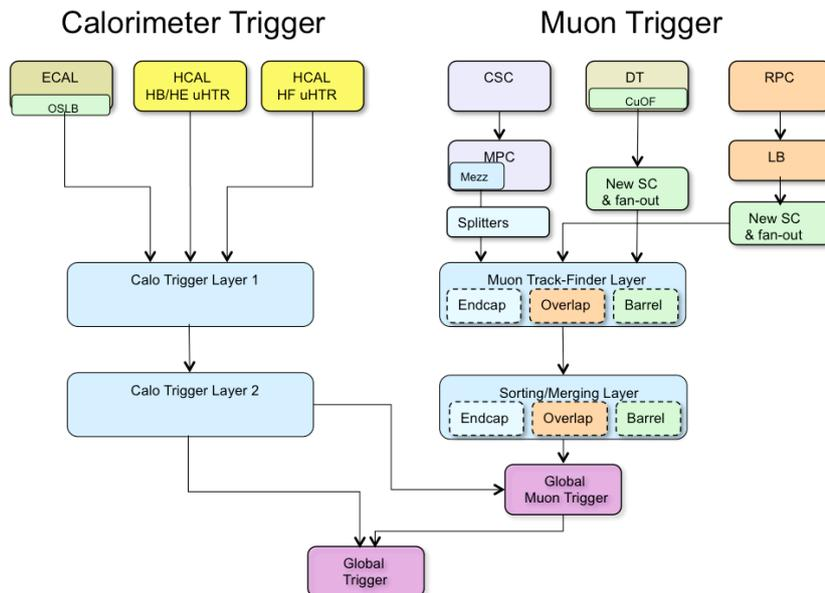 Calorimeter Trigger
Muon Trigger
ECAL
OSLB
HCAL
HB/HE uHTR
HCAL
HF uHTR
CSC
DT
CuOF
RPC
MPC
Mezz
LB
New SC
& fan-out
Splitters
New SC
& fan-out
Calo Trigger Layer 1
Muon Track-Finder Layer
Endcap
Overlap
Barrel
Calo Trigger Layer 2
Sorting/Merging Layer
Endcap
Overlap
Barrel
Global
Muon Trigger
Global
Trigger